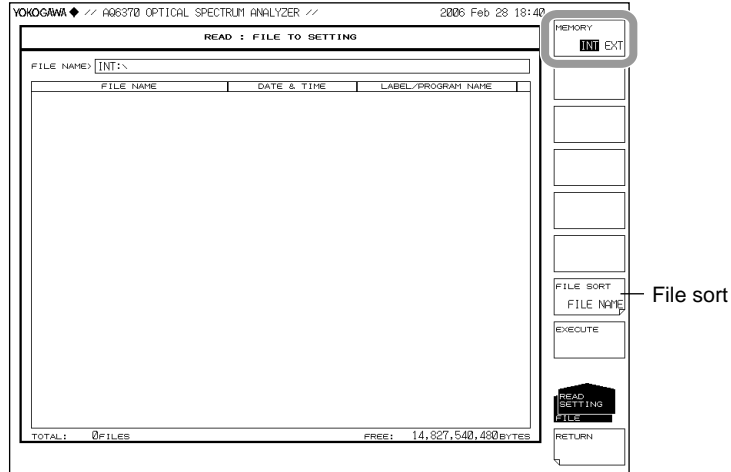 YOKOGAWA ◆ // AQ6370 OPTICAL SPECTRUM ANALYZER // 2006 Feb 28 18:40
READ : FILE TO SETTING
FILE NAME> INT:\
FILE NAME DATE & TIME LABEL/PROGRAM NAME
TOTAL: 0FILES FREE: 14,827,540,480BYTES
MEMORY
INT EXT
FILE SORT
FILE NAME
File sort
EXECUTE
READ
SETTING
FILE
RETURN